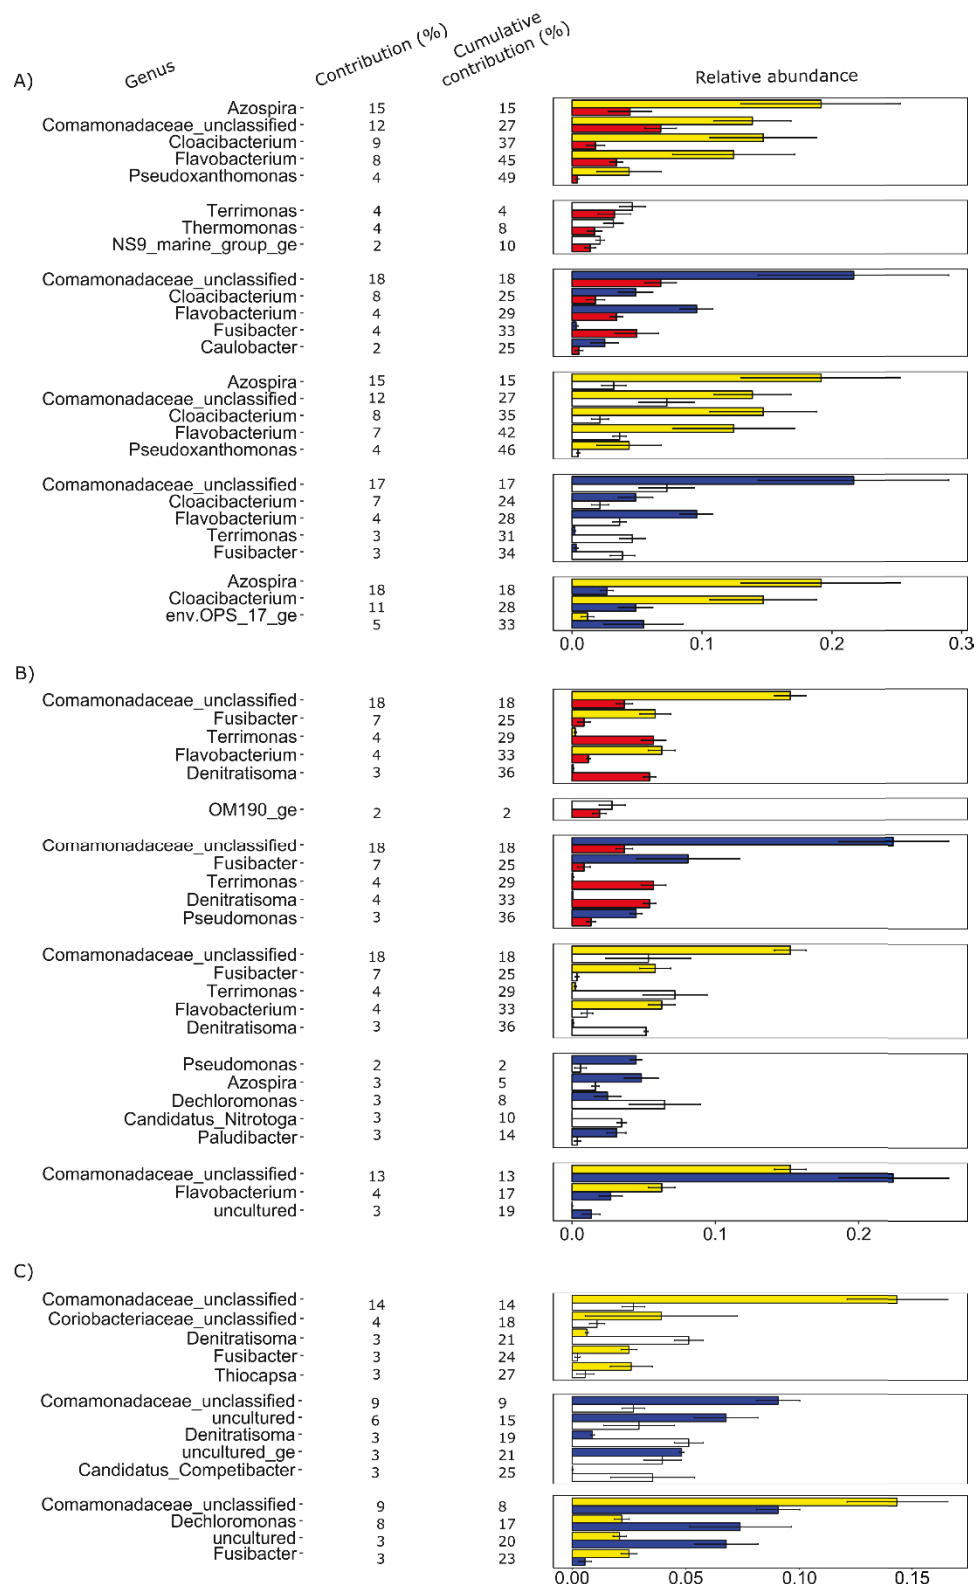 Genus Contribution (%) Cumulative contribution (%) Relative abundance
A)
Azospira 15 15
Comamonadaceae_unclassified 12 27
Cloacibacterium 9 37
Flavobacterium 8 45
Pseudoxanthomonas 4 49
Terrimonas 4 4
Thermomonas 4 8
NS9_marine_group_ge 2 10
Comamonadaceae_unclassified 18 18
Cloacibacterium 8 25
Flavobacterium 4 29
Fusibacter 4 33
Caulobacter 2 25
Azospira 15 15
Comamonadaceae_unclassified 12 27
Cloacibacterium 8 35
Flavobacterium 7 42
Pseudoxanthomonas 4 46
Comamonadaceae_unclassified 17 17
Cloacibacterium 7 24
Flavobacterium 4 28
Terrimonas 3 31
Fusibacter 3 34
Azospira 18 18
Cloacibacterium 11 28
env.OPS_17_ge 5 33
0.0 0.1 0.2 0.3
B)
Comamonadaceae_unclassified 18 18
Fusibacter 7 25
Terrimonas 4 29
Flavobacterium 4 33
Denitratisoma 3 36
OM190_ge 2 2
Comamonadaceae_unclassified 18 18
Fusibacter 7 25
Terrimonas 4 29
Denitratisoma 4 33
Pseudomonas 3 36
Comamonadaceae_unclassified 18 18
Fusibacter 7 25
Terrimonas 4 29
Flavobacterium 4 33
Denitratisoma 3 36
Pseudomonas 2 2
Azospira 3 5
Dechloromonas 3 8
Candidatus_Nitrotoga 3 10
Paludibacter 3 14
Comamonadaceae_unclassified 13 13
Flavobacterium 4 17
uncultured 3 19
0.0 0.1 0.2
C)
Comamonadaceae_unclassified 14 14
Coriobacteriaceae_unclassified 4 18
Denitratisoma 3 21
Fusibacter 3 24
Thiocapsa 3 27
Comamonadaceae_unclassified 9 9
uncultured 6 15
Denitratisoma 3 19
uncultured_ge 3 21
Candidatus_Competibacter 3 25
Comamonadaceae_unclassified 9 8
Dechloromonas 8 17
uncultured 3 20
Fusibacter 3 23
0.00 0.05 0.10 0.15